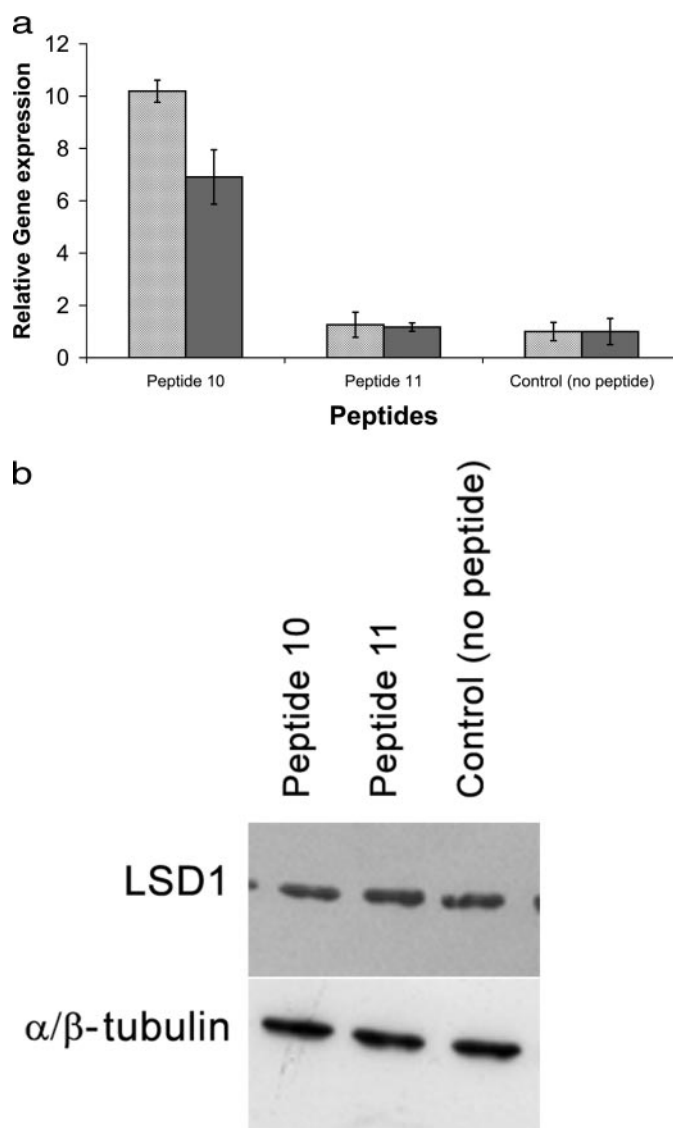 a
Relative Gene expression
12
10
8
6
4
2
0
Peptide 10
Peptide 11
Control (no peptide)
Peptides
b
Peptide 10
Peptide 11
Control (no peptide)
LSD1
α/β-tubulin